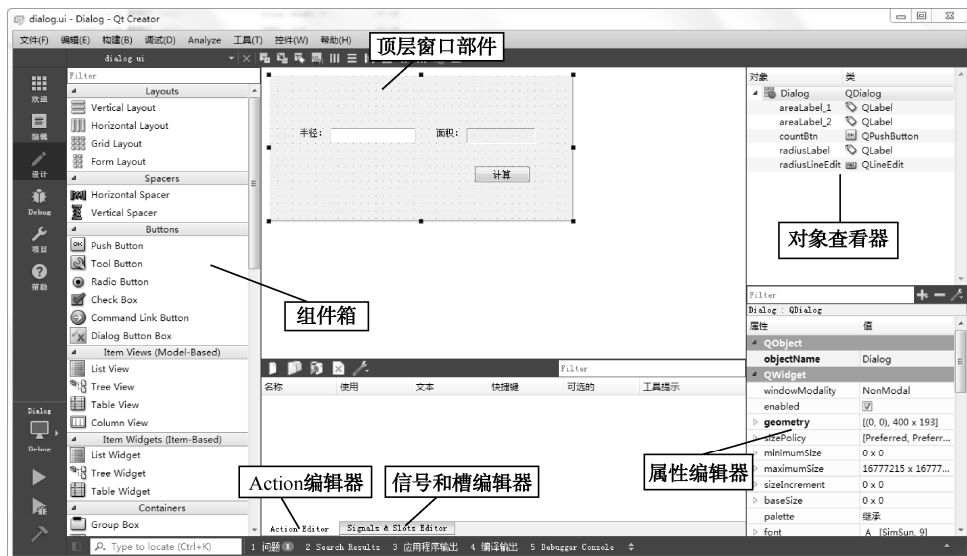 dialog.ui - Dialog - Qt Creator
文件(F) 编辑(E) 构建(B) 调试(D) Analyze 工具(T) 控件(W) 帮助(H)
dialog.ui
顶层窗口部件
欢迎
编辑
设计
Debug
项目
帮助
Dialog
Debug
Filter
Layouts
Vertical Layout
Horizontal Layout
Grid Layout
Form Layout
Spacers
Horizontal Spacer
Vertical Spacer
Buttons
Push Button
Tool Button
Radio Button
Check Box
Command Link Button
Dialog Button Box
Item Views (Model-Based)
List View
Tree View
Table View
Column View
Item Widgets (Item-Based)
List Widget
Tree Widget
Table Widget
Containers
Group Box
组件箱
半径:
面积:
计算
Filter
名称 使用 文本 快捷键 可选的 工具提示
Action编辑器
信号和槽编辑器
Action Editor
Signals & Slots Editor
对象 类
Dialog QDialog
areaLabel_1 QLabel
areaLabel_2 QLabel
countBtn QPushButton
radiusLabel QLabel
radiusLineEdit QLineEdit
对象查看器
Filter
Dialog : QDialog
属性 值
QObject
objectName Dialog
QWidget
windowModality NonModal
enabled
geometry [(0, 0), 400 x 193]
sizePolicy [Preferred, Preferr...
minimumSize 0 x 0
maximumSize 16777215 x 16777...
sizeIncrement 0 x 0
baseSize 0 x 0
palette 继承
font A [SimSun, 9]
属性编辑器
Type to locate (Ctrl+K)
1 问题 1 2 Search Results 3 应用程序输出 4 编译输出 5 Debugger Console